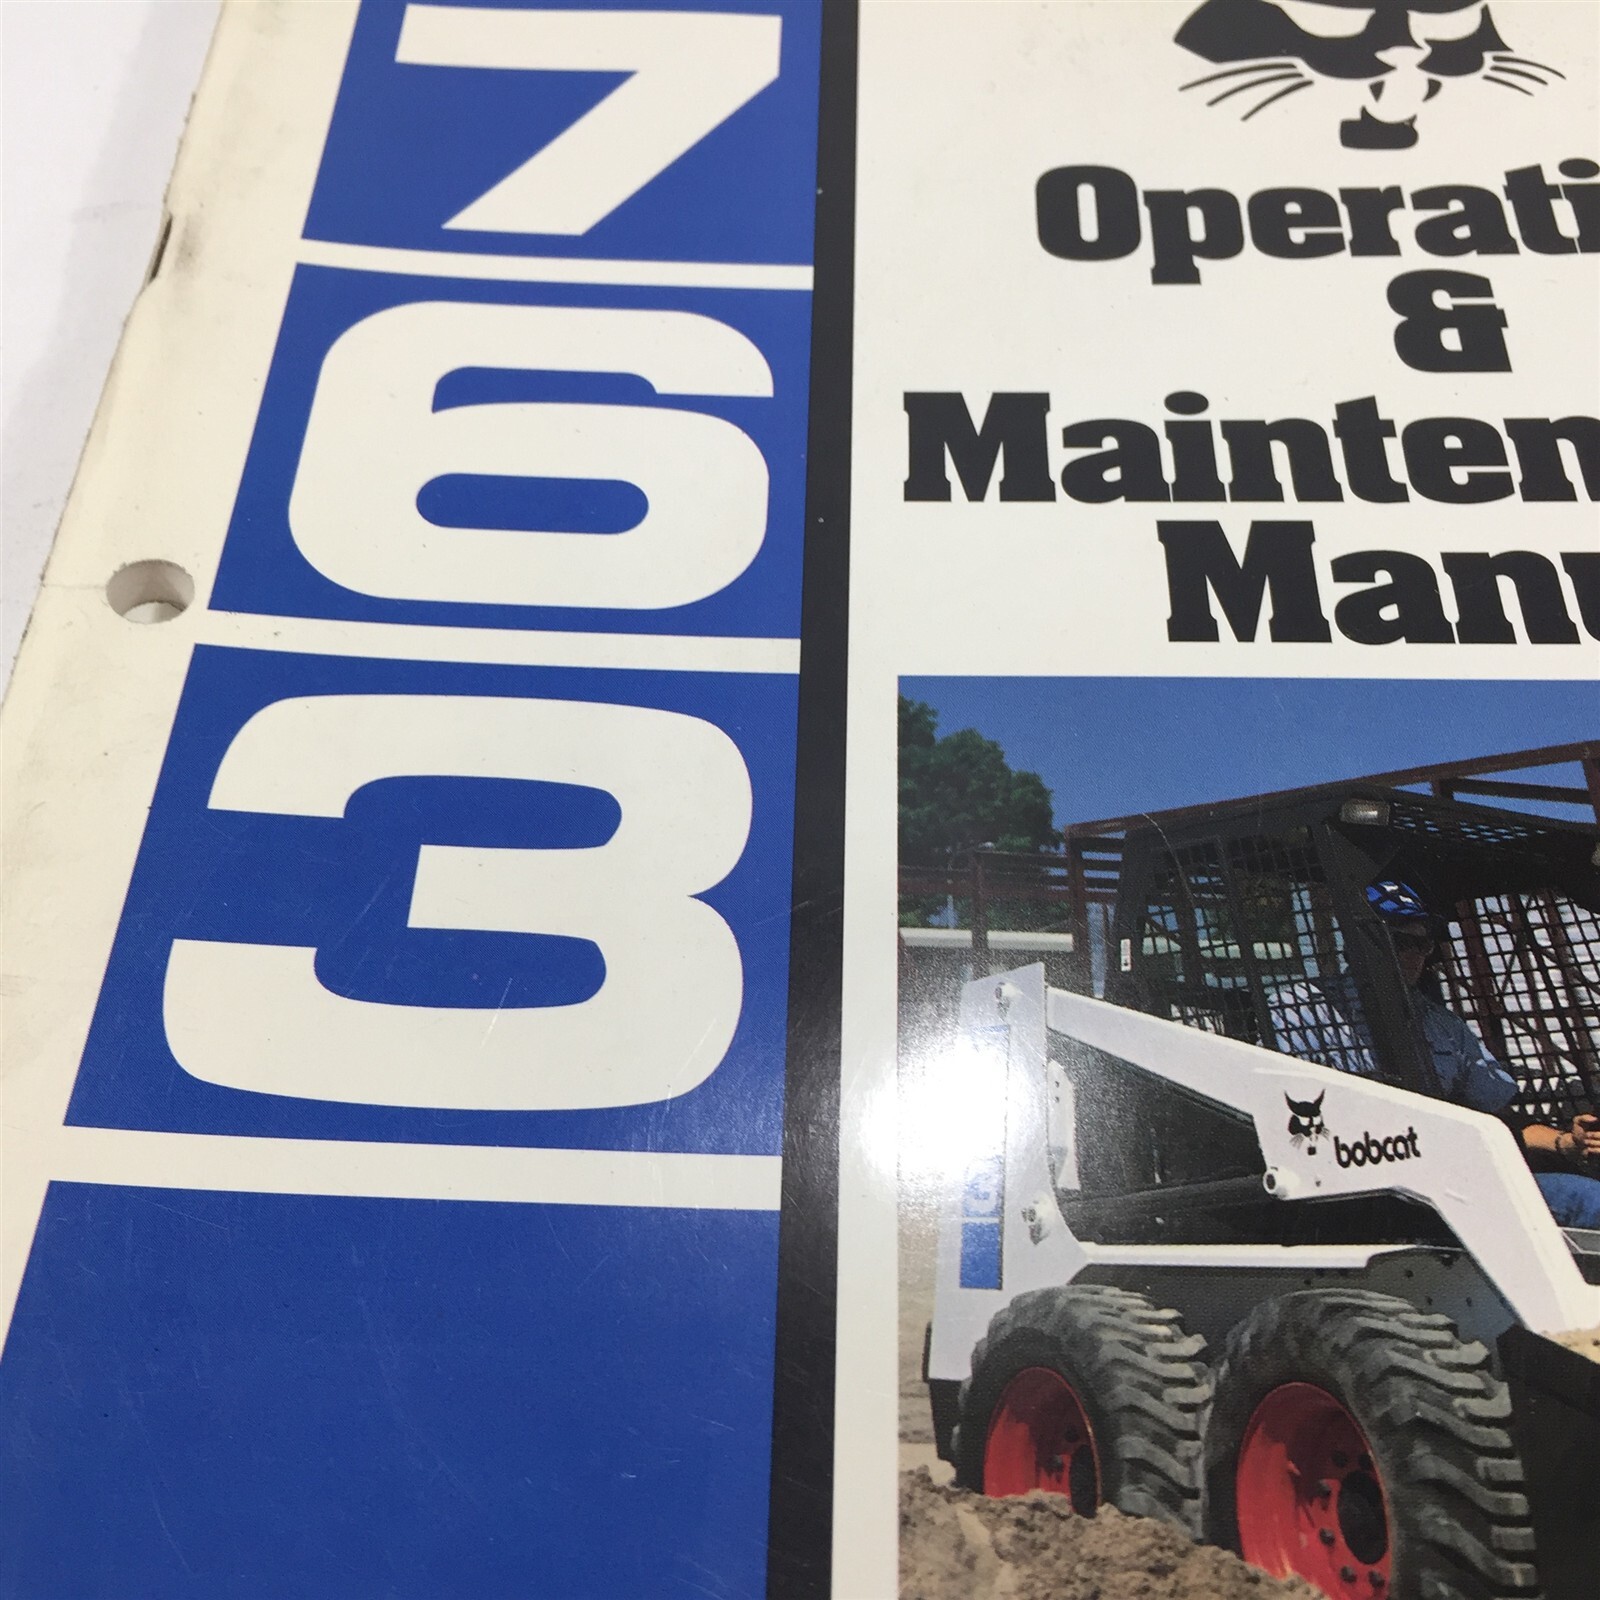 7
6
3
Operati
&
Mainten
Manu
bobcat